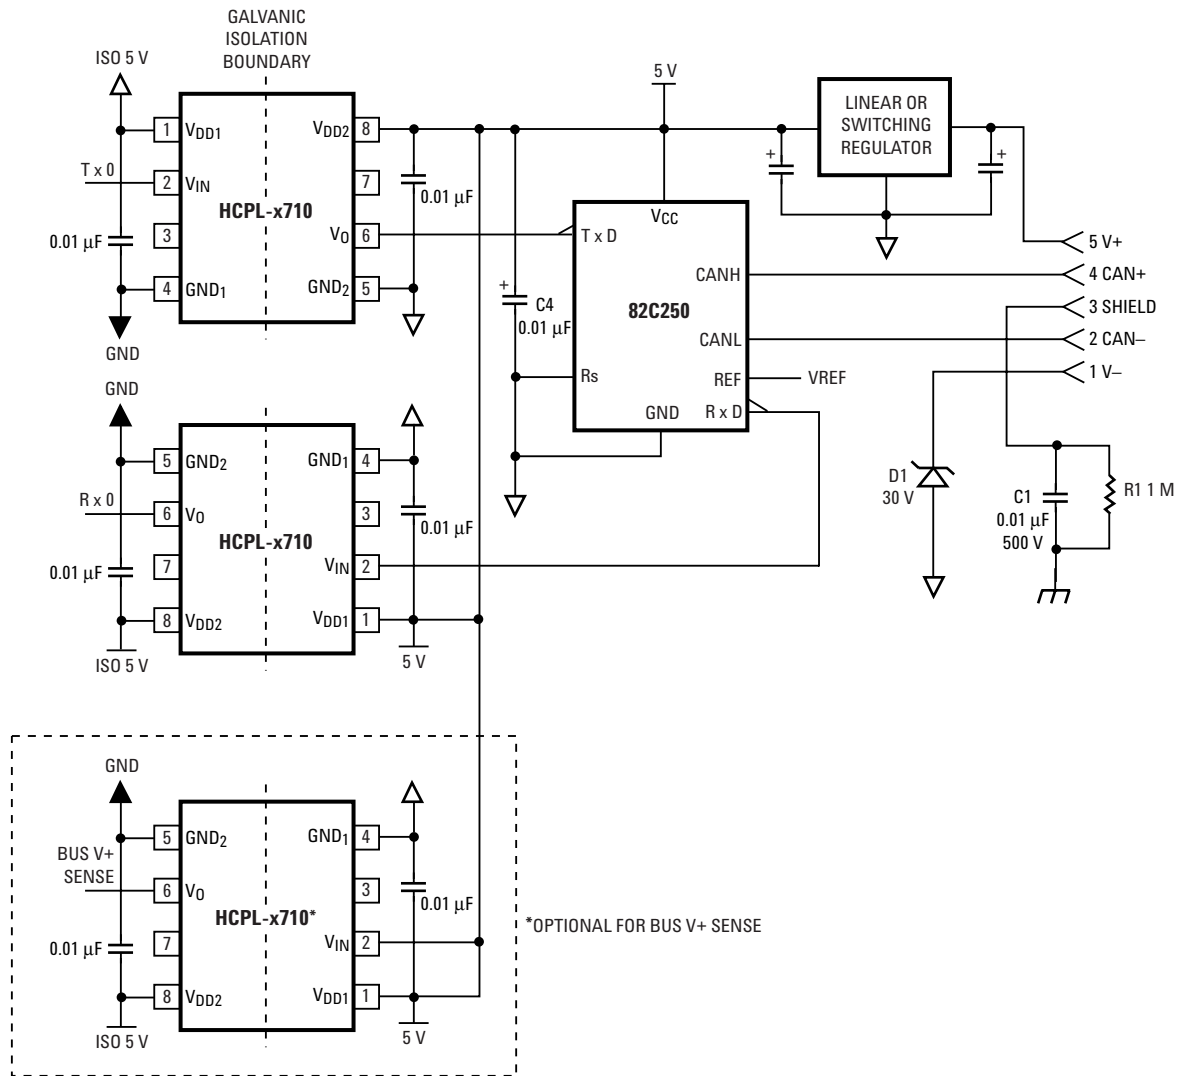 GALVANIC
ISOLATION
BOUNDARY
ISO 5 V
1 VDD1
VDD2 8
T x 0
2 VIN
7
HCPL-x710
0.01 µF
3
VO 6
4 GND1
GND2 5
0.01 µF
GND
5 V
LINEAR OR
SWITCHING
REGULATOR
+
+
VCC
T x D
CANH
82C250
CANL
Rs
REF
VREF
GND
R x D
+
C4
0.01 µF
5 V+
4 CAN+
3 SHIELD
2 CAN–
1 V–
D1
30 V
C1
0.01 µF
500 V
R1 1 M
GND
5 GND2
GND1 4
R x 0
6 VO
3
0.01 µF
HCPL-x710
0.01 µF
7
VIN 2
8 VDD2
VDD1 1
ISO 5 V
5 V
GND
5 GND2
GND1 4
BUS V+
SENSE
6 VO
3
0.01 µF
HCPL-x710*
0.01 µF
7
VIN 2
8 VDD2
VDD1 1
ISO 5 V
5 V
*OPTIONAL FOR BUS V+ SENSE